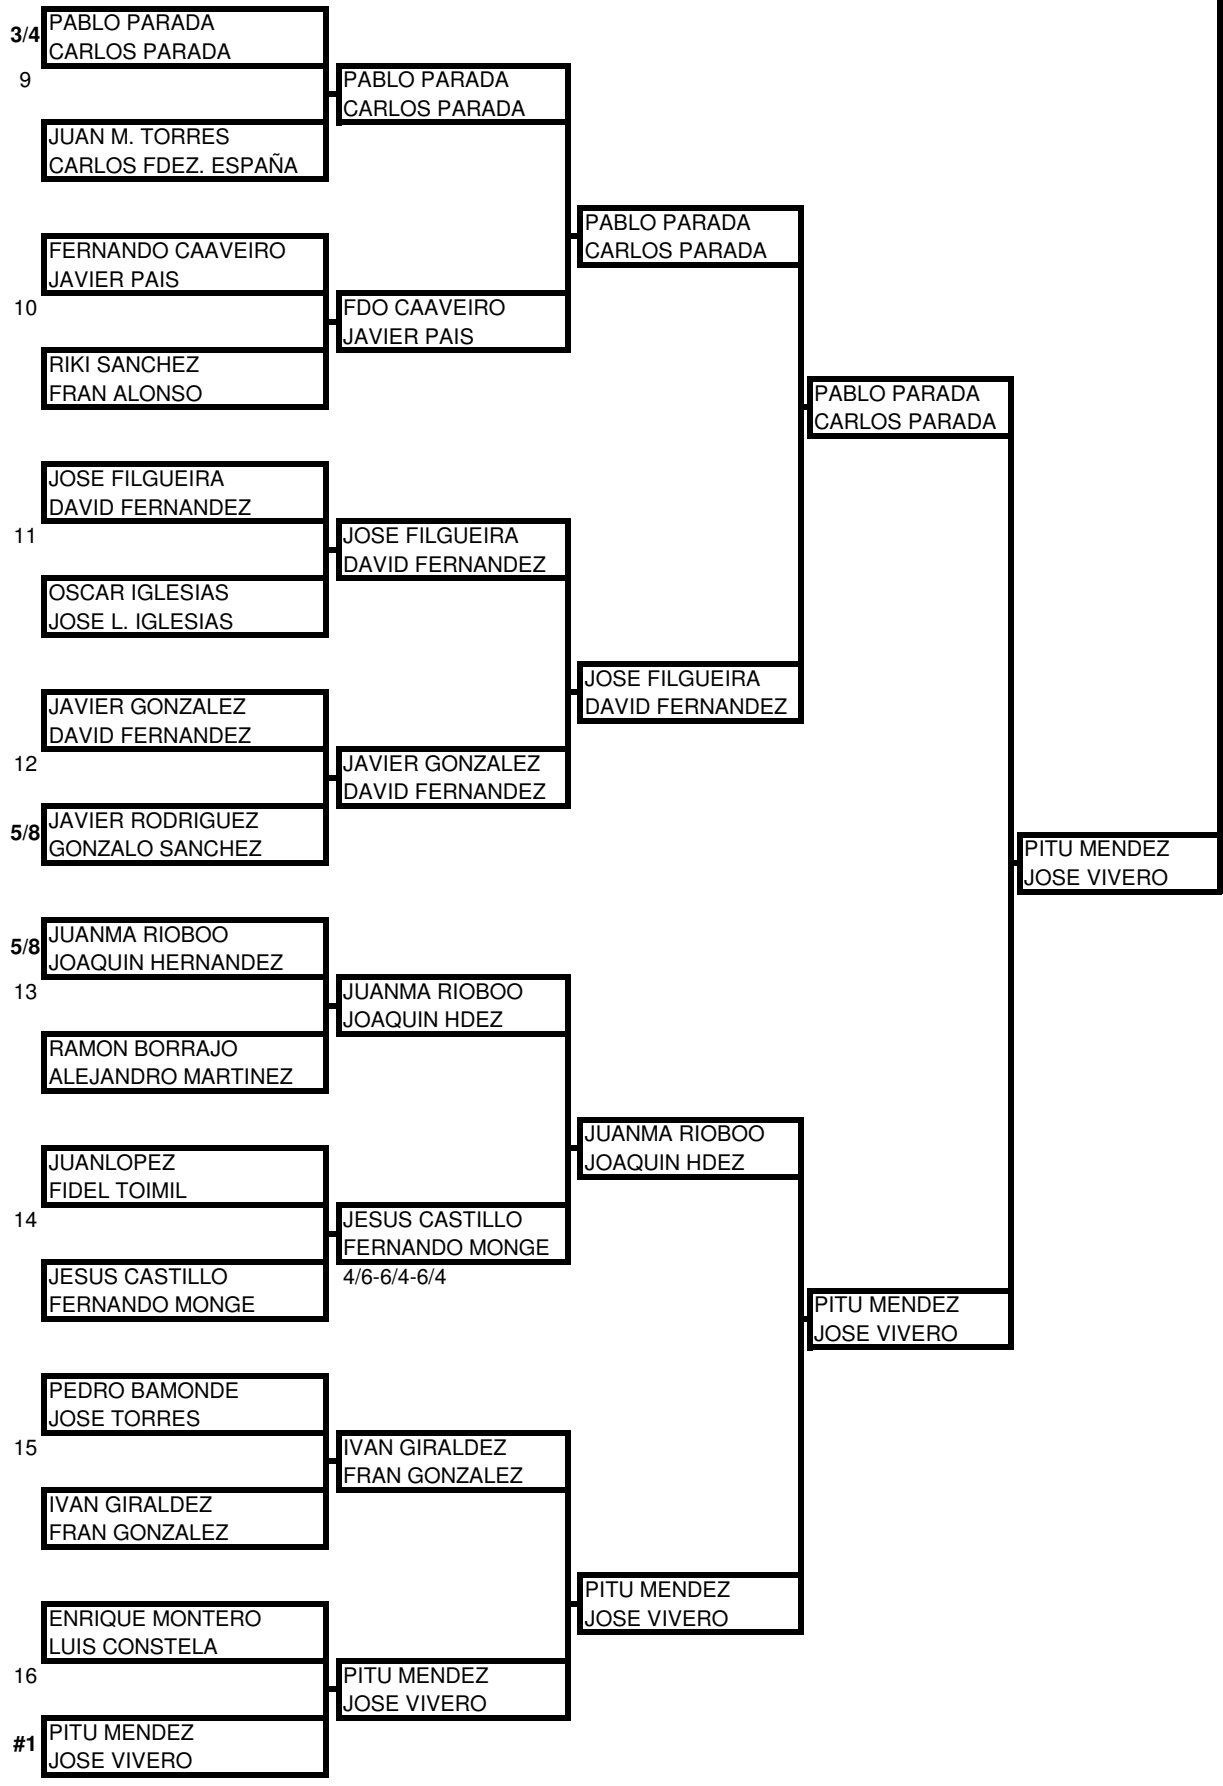 3/4
PABLO PARADA
CARLOS PARADA
9
PABLO PARADA
CARLOS PARADA
JUAN M. TORRES
CARLOS FDEZ. ESPAÑA
PABLO PARADA
CARLOS PARADA
FERNANDO CAAVEIRO
JAVIER PAIS
10
FDO CAAVEIRO
JAVIER PAIS
RIKI SANCHEZ
FRAN ALONSO
PABLO PARADA
CARLOS PARADA
JOSE FILGUEIRA
DAVID FERNANDEZ
11
JOSE FILGUEIRA
DAVID FERNANDEZ
OSCAR IGLESIAS
JOSE L. IGLESIAS
JOSE FILGUEIRA
DAVID FERNANDEZ
JAVIER GONZALEZ
DAVID FERNANDEZ
12
JAVIER GONZALEZ
DAVID FERNANDEZ
5/8
JAVIER RODRIGUEZ
GONZALO SANCHEZ
PITU MENDEZ
JOSE VIVERO
5/8
JUANMA RIOBOO
JOAQUIN HERNANDEZ
13
JUANMA RIOBOO
JOAQUIN HDEZ
RAMON BORRAJO
ALEJANDRO MARTINEZ
JUANMA RIOBOO
JOAQUIN HDEZ
JUANLOPEZ
FIDEL TOIMIL
14
JESUS CASTILLO
FERNANDO MONGE
4/6-6/4-6/4
JESUS CASTILLO
FERNANDO MONGE
PITU MENDEZ
JOSE VIVERO
PEDRO BAMONDE
JOSE TORRES
15
IVAN GIRALDEZ
FRAN GONZALEZ
IVAN GIRALDEZ
FRAN GONZALEZ
PITU MENDEZ
JOSE VIVERO
ENRIQUE MONTERO
LUIS CONSTELA
16
PITU MENDEZ
JOSE VIVERO
#1
PITU MENDEZ
JOSE VIVERO